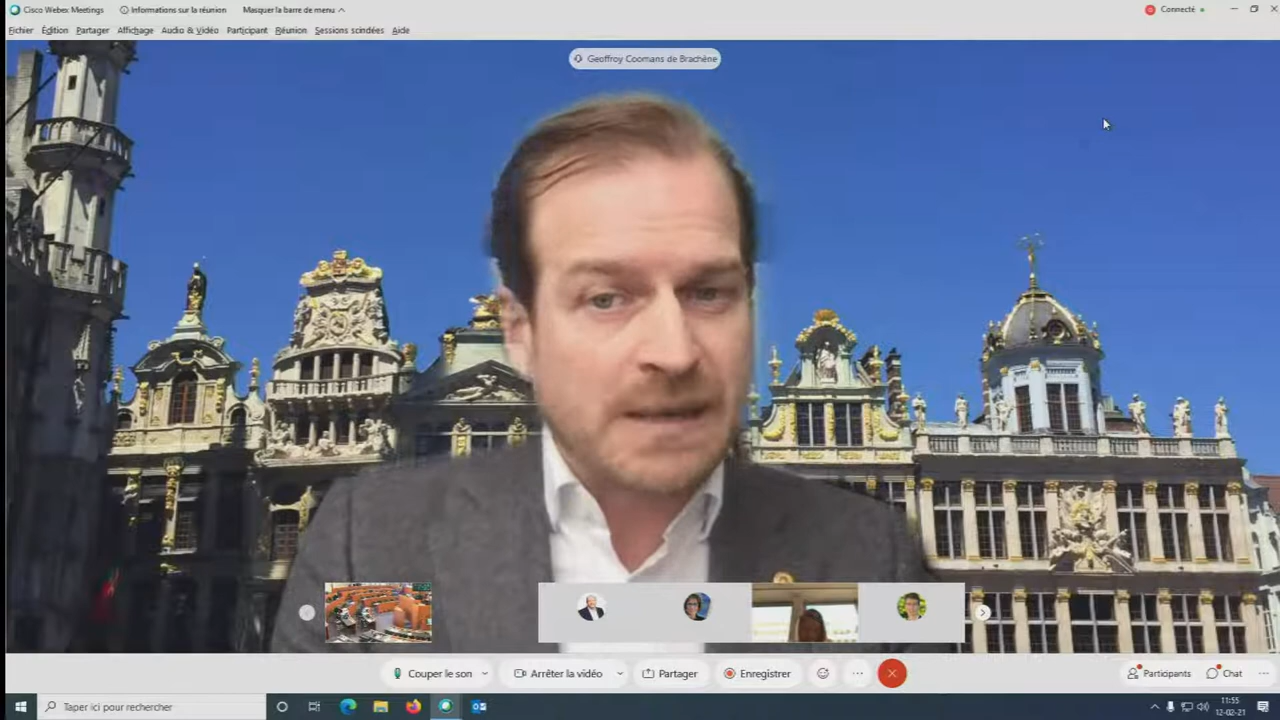 Cisco Webex Meetings
Informations sur la réunion
Masquer la barre de menu
Connecté
Fichier Édition Partager Affichage Audio & Vidéo Participant Réunion Sessions scindées Aide
Geoffroy Coomans de Brachène
Couper le son
Arrêter la vidéo
Partager
Enregistrer
Participants
Chat
Taper ici pour rechercher
11:55
12-02-21